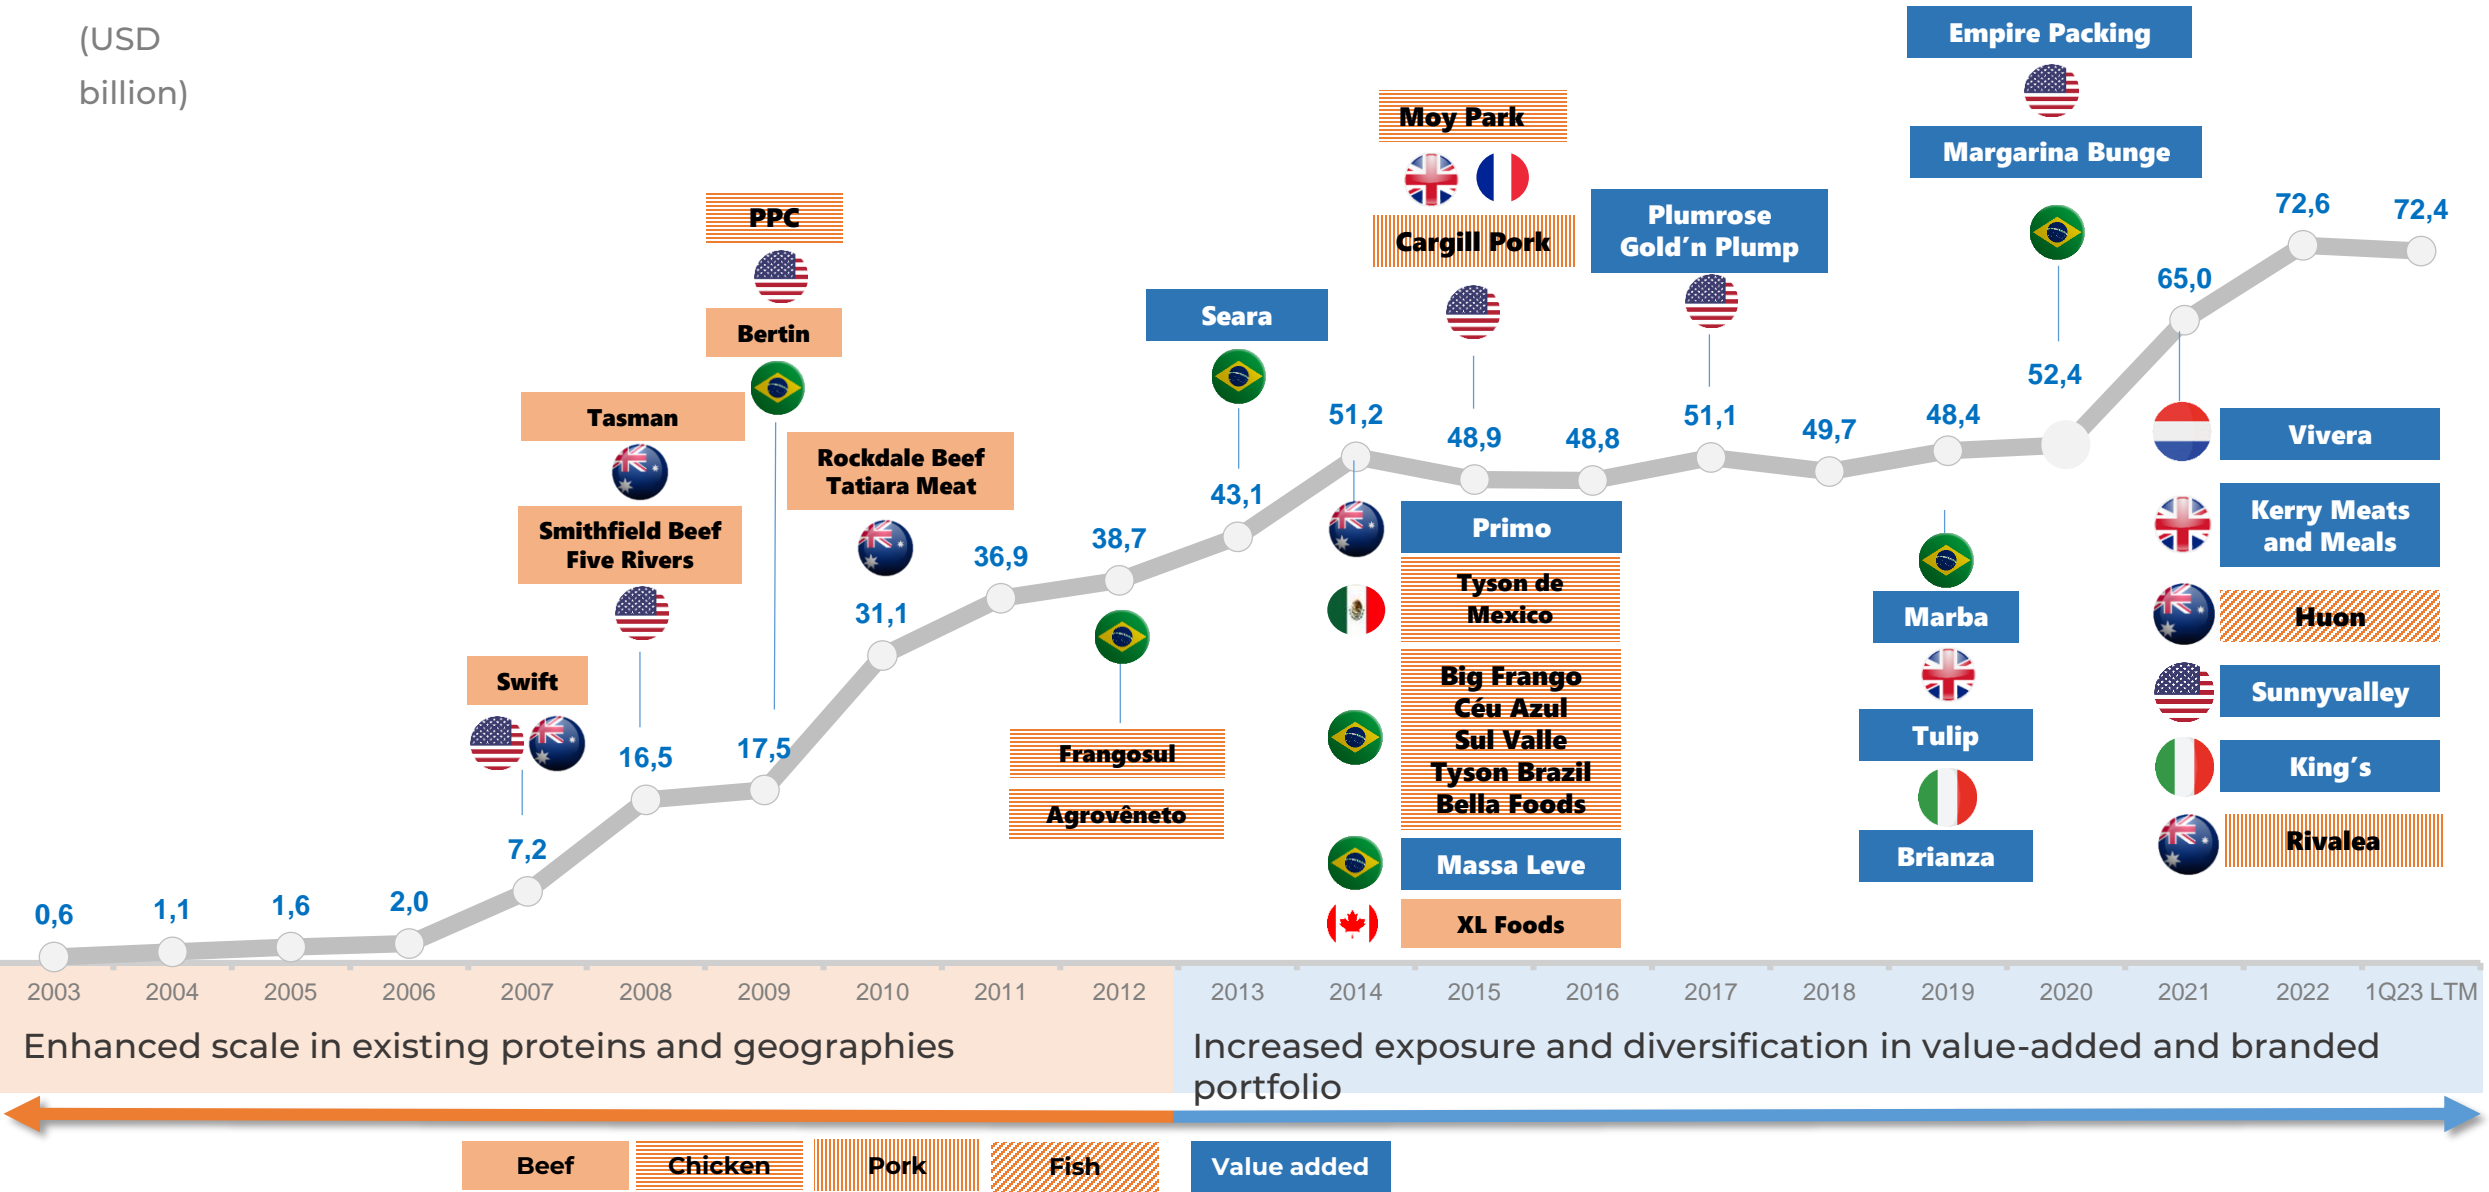 (USD
billion)
Empire Packing
Margarina Bunge
Moy Park
Cargill Pork
Plumrose
Gold’n Plump
PPC
Bertin
Seara
Tasman
Smithfield Beef
Five Rivers
Rockdale Beef
Tatiara Meat
Swift
Frangosul
Agrovêneto
Primo
Tyson de
Mexico
Big Frango
Céu Azul
Sul Valle
Tyson Brazil
Bella Foods
Massa Leve
XL Foods
Marba
Tulip
Brianza
Vivera
Kerry Meats
and Meals
Huon
Sunnyvalley
King’s
Rivalea
0,6
1,1
1,6
2,0
7,2
16,5
17,5
31,1
36,9
38,7
43,1
51,2
48,9
48,8
51,1
49,7
48,4
52,4
65,0
72,6
72,4
2003
2004
2005
2006
2007
2008
2009
2010
2011
2012
2013
2014
2015
2016
2017
2018
2019
2020
2021
2022
1Q23 LTM
Enhanced scale in existing proteins and geographies
Increased exposure and diversification in value-added and branded
portfolio
Beef
Chicken
Pork
Fish
Value added